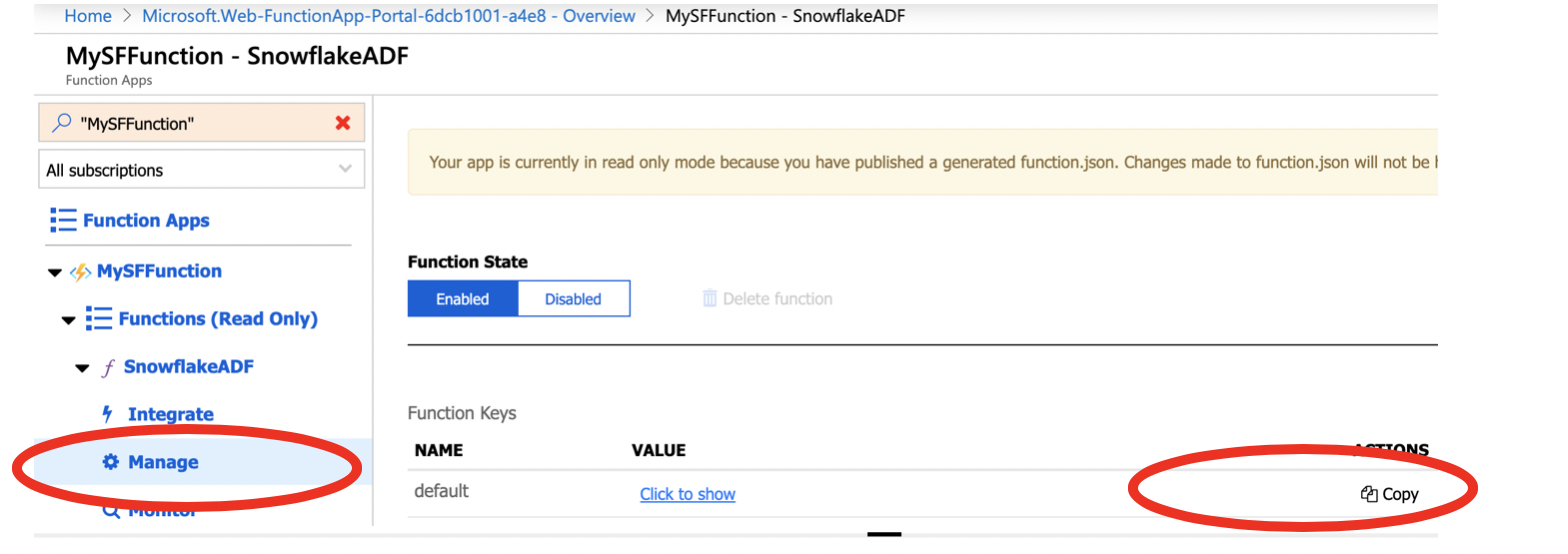 Home > Microsoft.Web-FunctionApp-Portal-6dcb1001-a4e8 - Overview > MySFFunction - SnowflakeADF
MySFFunction - SnowflakeADF
Function Apps
"MySFFunction"
All subscriptions
Function Apps
MySFFunction
Functions (Read Only)
SnowflakeADF
Integrate
Manage
Monitor
Your app is currently in read only mode because you have published a generated function.json. Changes made to function.json will not be
Function State
Enabled Disabled Delete function
Function Keys
NAME VALUE ACTIONS
default Click to show Copy